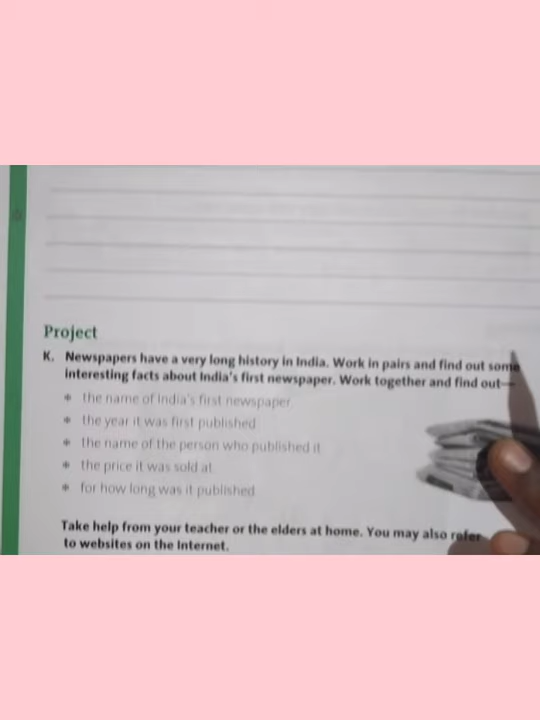 Project
K. Newspapers have a very long history in India. Work in pairs and find out some
interesting facts about India's first newspaper. Work together and find out—
* the name of India's first newspaper
* the year it was first published
* the name of the person who published it
* the price it was sold at
* for how long was it published
Take help from your teacher or the elders at home. You may also refer
to websites on the Internet.